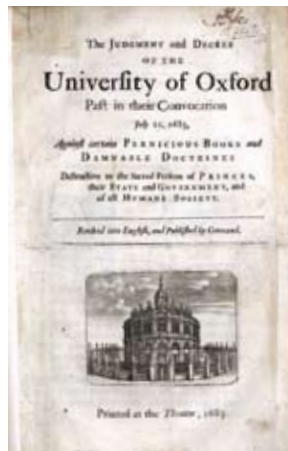 The JUDGMENT and DECREE
OF THE
Univerſity of Oxford
Paſt in their Convocation
July 21. 1683,
Againſt certain PERNICIOUS BOOKS and
DAMNABLE DOCTRINES
Deſtructive to the Sacred Perſons of PRINCES,
their STATE and GOVERNMENT, and
of all HUMANE SOCIETY.
Rendred into Engliſh, and Publiſhed by Command.
Printed at the Theater, 1683.